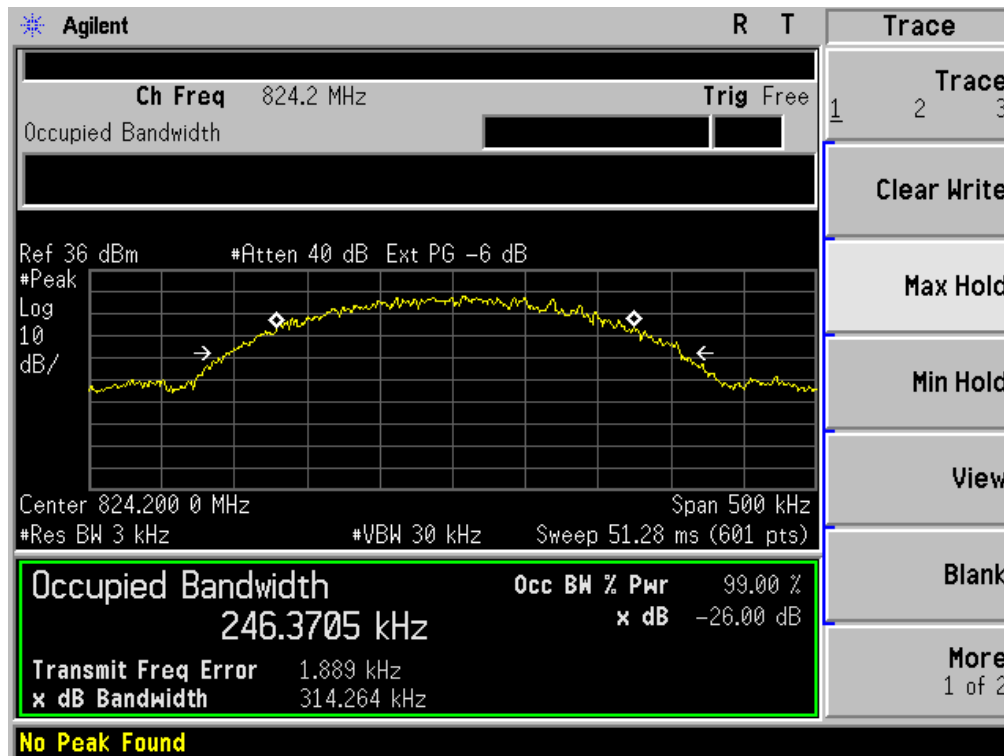 Agilent R T Trace
Ch Freq 824.2 MHz Trig Free
Occupied Bandwidth
Trace
1 2 3
Clear Write
Max Hold
Min Hold
View
Blank
More
1 of 2
Ref 36 dBm #Atten 40 dB Ext PG -6 dB
#Peak
Log
10
dB/
Center 824.200 0 MHz Span 500 kHz
#Res BW 3 kHz #VBW 30 kHz Sweep 51.28 ms (601 pts)
Occupied Bandwidth Occ BW % Pwr 99.00 %
246.3705 kHz x dB -26.00 dB
Transmit Freq Error 1.889 kHz
x dB Bandwidth 314.264 kHz
No Peak Found